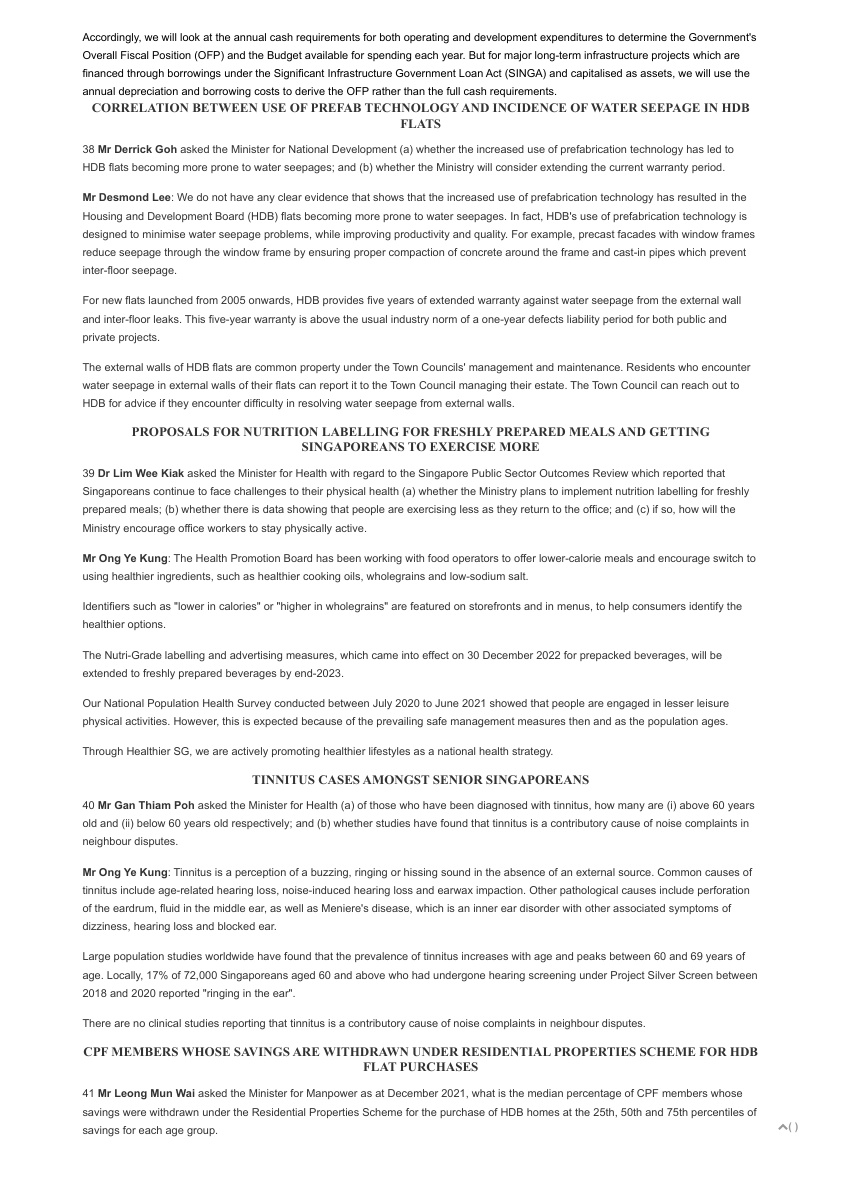 Accordingly, we will look at the annual cash requirements for both operating and development expenditures to determine the Government's
Overall Fiscal Position (OFP) and the Budget available for spending each year. But for major long-term infrastructure projects which are
financed through borrowings under the Significant Infrastructure Government Loan Act (SINGA) and capitalised as assets, we will use the
annual depreciation and borrowing costs to derive the OFP rather than the full cash requirements.
CORRELATION BETWEEN USE OF PREFAB TECHNOLOGY AND INCIDENCE OF WATER SEEPAGE IN HDB
FLATS
38 Mr Derrick Goh asked the Minister for National Development (a) whether the increased use of prefabrication technology has led to
HDB flats becoming more prone to water seepages; and (b) whether the Ministry will consider extending the current warranty period.
Mr Desmond Lee: We do not have any clear evidence that shows that the increased use of prefabrication technology has resulted in the
Housing and Development Board (HDB) flats becoming more prone to water seepages. In fact, HDB's use of prefabrication technology is
designed to minimise water seepage problems, while improving productivity and quality. For example, precast facades with window frames
reduce seepage through the window frame by ensuring proper compaction of concrete around the frame and cast-in pipes which prevent
inter-floor seepage.
For new flats launched from 2005 onwards, HDB provides five years of extended warranty against water seepage from the external wall
and inter-floor leaks. This five-year warranty is above the usual industry norm of a one-year defects liability period for both public and
private projects.
The external walls of HDB flats are common property under the Town Councils' management and maintenance. Residents who encounter
water seepage in external walls of their flats can report it to the Town Council managing their estate. The Town Council can reach out to
HDB for advice if they encounter difficulty in resolving water seepage from external walls.
PROPOSALS FOR NUTRITION LABELLING FOR FRESHLY PREPARED MEALS AND GETTING
SINGAPOREANS TO EXERCISE MORE
39 Dr Lim Wee Kiak asked the Minister for Health with regard to the Singapore Public Sector Outcomes Review which reported that
Singaporeans continue to face challenges to their physical health (a) whether the Ministry plans to implement nutrition labelling for freshly
prepared meals; (b) whether there is data showing that people are exercising less as they return to the office; and (c) if so, how will the
Ministry encourage office workers to stay physically active.
Mr Ong Ye Kung: The Health Promotion Board has been working with food operators to offer lower-calorie meals and encourage switch to
using healthier ingredients, such as healthier cooking oils, wholegrains and low-sodium salt.
Identifiers such as "lower in calories" or "higher in wholegrains" are featured on storefronts and in menus, to help consumers identify the
healthier options.
The Nutri-Grade labelling and advertising measures, which came into effect on 30 December 2022 for prepacked beverages, will be
extended to freshly prepared beverages by end-2023.
Our National Population Health Survey conducted between July 2020 to June 2021 showed that people are engaged in lesser leisure
physical activities. However, this is expected because of the prevailing safe management measures then and as the population ages.
Through Healthier SG, we are actively promoting healthier lifestyles as a national health strategy.
TINNITUS CASES AMONGST SENIOR SINGAPOREANS
40 Mr Gan Thiam Poh asked the Minister for Health (a) of those who have been diagnosed with tinnitus, how many are (i) above 60 years
old and (ii) below 60 years old respectively; and (b) whether studies have found that tinnitus is a contributory cause of noise complaints in
neighbour disputes.
Mr Ong Ye Kung: Tinnitus is a perception of a buzzing, ringing or hissing sound in the absence of an external source. Common causes of
tinnitus include age-related hearing loss, noise-induced hearing loss and earwax impaction. Other pathological causes include perforation
of the eardrum, fluid in the middle ear, as well as Meniere's disease, which is an inner ear disorder with other associated symptoms of
dizziness, hearing loss and blocked ear.
Large population studies worldwide have found that the prevalence of tinnitus increases with age and peaks between 60 and 69 years of
age. Locally, 17% of 72,000 Singaporeans aged 60 and above who had undergone hearing screening under Project Silver Screen between
2018 and 2020 reported "ringing in the ear".
There are no clinical studies reporting that tinnitus is a contributory cause of noise complaints in neighbour disputes.
CPF MEMBERS WHOSE SAVINGS ARE WITHDRAWN UNDER RESIDENTIAL PROPERTIES SCHEME FOR HDB
FLAT PURCHASES
41 Mr Leong Mun Wai asked the Minister for Manpower as at December 2021, what is the median percentage of CPF members whose
savings were withdrawn under the Residential Properties Scheme for the purchase of HDB homes at the 25th, 50th and 75th percentiles of
savings for each age group.
( )